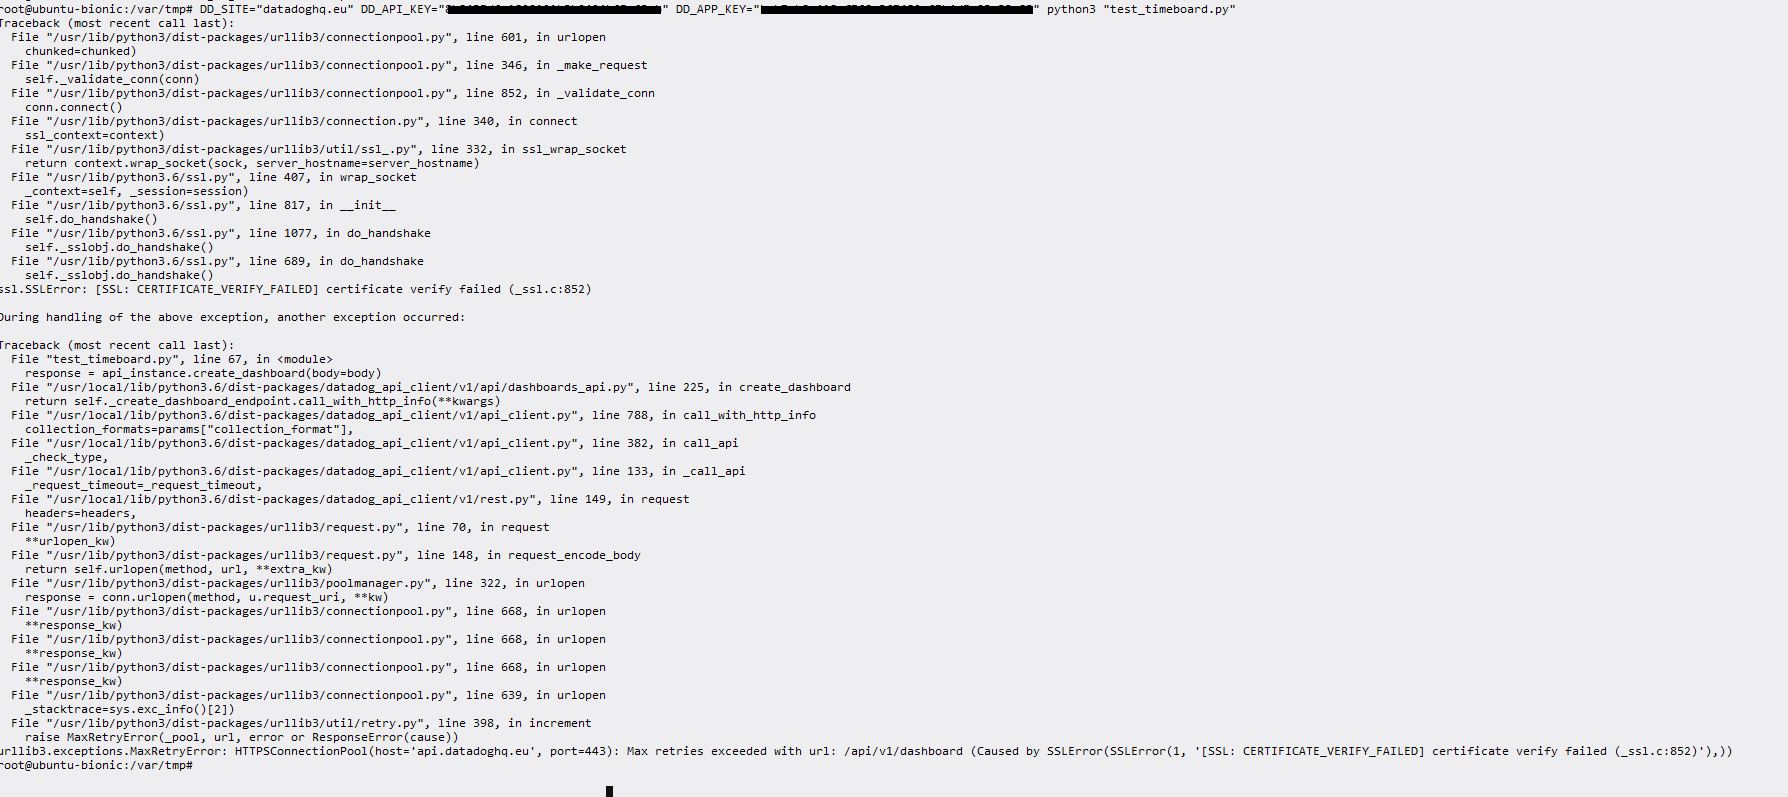 root@ubuntu-bionic:/var/tmp# DD_SITE="datadoghq.eu" DD_API_KEY=" " DD_APP_KEY=" " python3 "test_timeboard.py"
Traceback (most recent call last):
  File "/usr/lib/python3/dist-packages/urllib3/connectionpool.py", line 601, in urlopen
    chunked=chunked)
  File "/usr/lib/python3/dist-packages/urllib3/connectionpool.py", line 346, in _make_request
    self._validate_conn(conn)
  File "/usr/lib/python3/dist-packages/urllib3/connectionpool.py", line 852, in _validate_conn
    conn.connect()
  File "/usr/lib/python3/dist-packages/urllib3/connection.py", line 340, in connect
    ssl_context=context)
  File "/usr/lib/python3/dist-packages/urllib3/util/ssl_.py", line 332, in ssl_wrap_socket
    return context.wrap_socket(sock, server_hostname=server_hostname)
  File "/usr/lib/python3.6/ssl.py", line 407, in wrap_socket
    _context=self, _session=session)
  File "/usr/lib/python3.6/ssl.py", line 817, in __init__
    self.do_handshake()
  File "/usr/lib/python3.6/ssl.py", line 1077, in do_handshake
    self._sslobj.do_handshake()
  File "/usr/lib/python3.6/ssl.py", line 689, in do_handshake
    self._sslobj.do_handshake()
ssl.SSLError: [SSL: CERTIFICATE_VERIFY_FAILED] certificate verify failed (_ssl.c:852)
During handling of the above exception, another exception occurred:
Traceback (most recent call last):
  File "test_timeboard.py", line 67, in <module>
    response = api_instance.create_dashboard(body=body)
  File "/usr/local/lib/python3.6/dist-packages/datadog_api_client/v1/api/dashboards_api.py", line 225, in create_dashboard
    return self._create_dashboard_endpoint.call_with_http_info(**kwargs)
  File "/usr/local/lib/python3.6/dist-packages/datadog_api_client/v1/api_client.py", line 788, in call_with_http_info
    collection_formats=params["collection_format"],
  File "/usr/local/lib/python3.6/dist-packages/datadog_api_client/v1/api_client.py", line 382, in call_api
    _check_type,
  File "/usr/local/lib/python3.6/dist-packages/datadog_api_client/v1/api_client.py", line 133, in _call_api
    _request_timeout=_request_timeout,
  File "/usr/local/lib/python3.6/dist-packages/datadog_api_client/v1/rest.py", line 149, in request
    headers=headers,
  File "/usr/lib/python3/dist-packages/urllib3/request.py", line 70, in request
    **urlopen_kw)
  File "/usr/lib/python3/dist-packages/urllib3/request.py", line 148, in request_encode_body
    return self.urlopen(method, url, **extra_kw)
  File "/usr/lib/python3/dist-packages/urllib3/poolmanager.py", line 322, in urlopen
    response = conn.urlopen(method, u.request_uri, **kw)
  File "/usr/lib/python3/dist-packages/urllib3/connectionpool.py", line 668, in urlopen
    **response_kw)
  File "/usr/lib/python3/dist-packages/urllib3/connectionpool.py", line 668, in urlopen
    **response_kw)
  File "/usr/lib/python3/dist-packages/urllib3/connectionpool.py", line 668, in urlopen
    **response_kw)
  File "/usr/lib/python3/dist-packages/urllib3/connectionpool.py", line 639, in urlopen
    _stacktrace=sys.exc_info()[2])
  File "/usr/lib/python3/dist-packages/urllib3/util/retry.py", line 398, in increment
    raise MaxRetryError(_pool, url, error or ResponseError(cause))
urllib3.exceptions.MaxRetryError: HTTPSConnectionPool(host='api.datadoghq.eu', port=443): Max retries exceeded with url: /api/v1/dashboard (Caused by SSLError(SSLError(1, '[SSL: CERTIFICATE_VERIFY_FAILED] certificate verify failed (_ssl.c:852)'),))
root@ubuntu-bionic:/var/tmp#